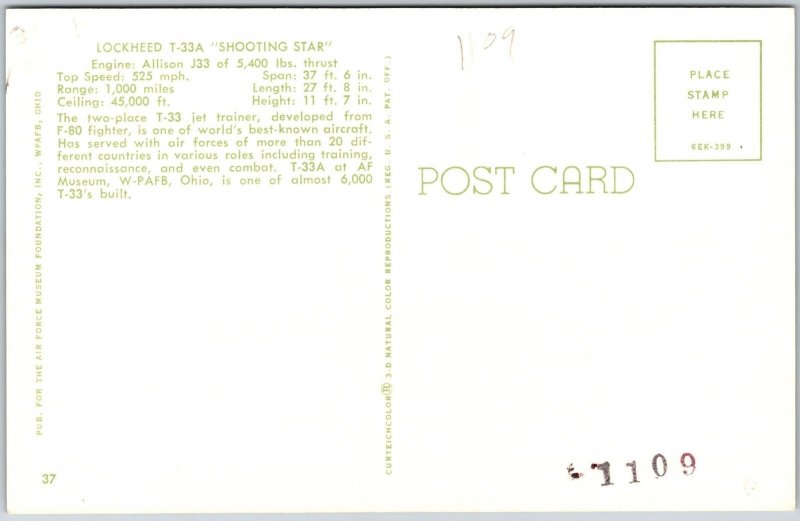 LOCKHEED T-33A "SHOOTING STAR"
Engine: Allison J33 of 5,400 lbs. thrust
Top Speed: 525 mph. Span: 37 ft. 6 in.
Range: 1,000 miles Length: 27 ft. 8 in.
Ceiling: 45,000 ft. Height: 11 ft. 7 in.
The two-place T-33 jet trainer, developed from
F-80 fighter, is one of world's best-known aircraft.
Has served with air forces of more than 20 dif-
ferent countries in various roles including training,
reconnaissance, and even combat. T-33A at AF
Museum, W-PAFB, Ohio, is one of almost 6,000
T-33's built.
PUB. FOR THE AIR FORCE MUSEUM FOUNDATION, INC., WPAFB, OHIO
37
CURTEICHCOLOR® 3-D NATURAL COLOR REPRODUCTIONS (REG. U. S. A. PAT. OFF.)
1109
PLACE
STAMP
HERE
6EK-399
POST CARD
1109